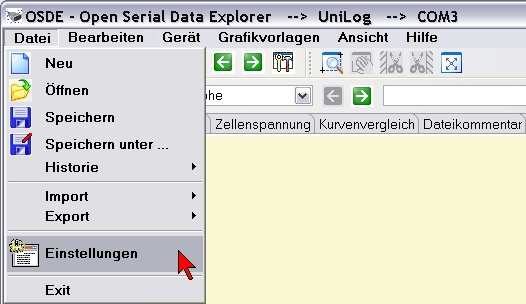 OSDE - Open Serial Data Explorer --> UniLog --> COM3
Datei Bearbeiten Gerät Grafikvorlagen Ansicht Hilfe
Neu
Öffnen
Speichern
Speichern unter ...
Historie
Import
Export
Einstellungen
Exit
Zellenspannung Kurvenvergleich Dateikommentar